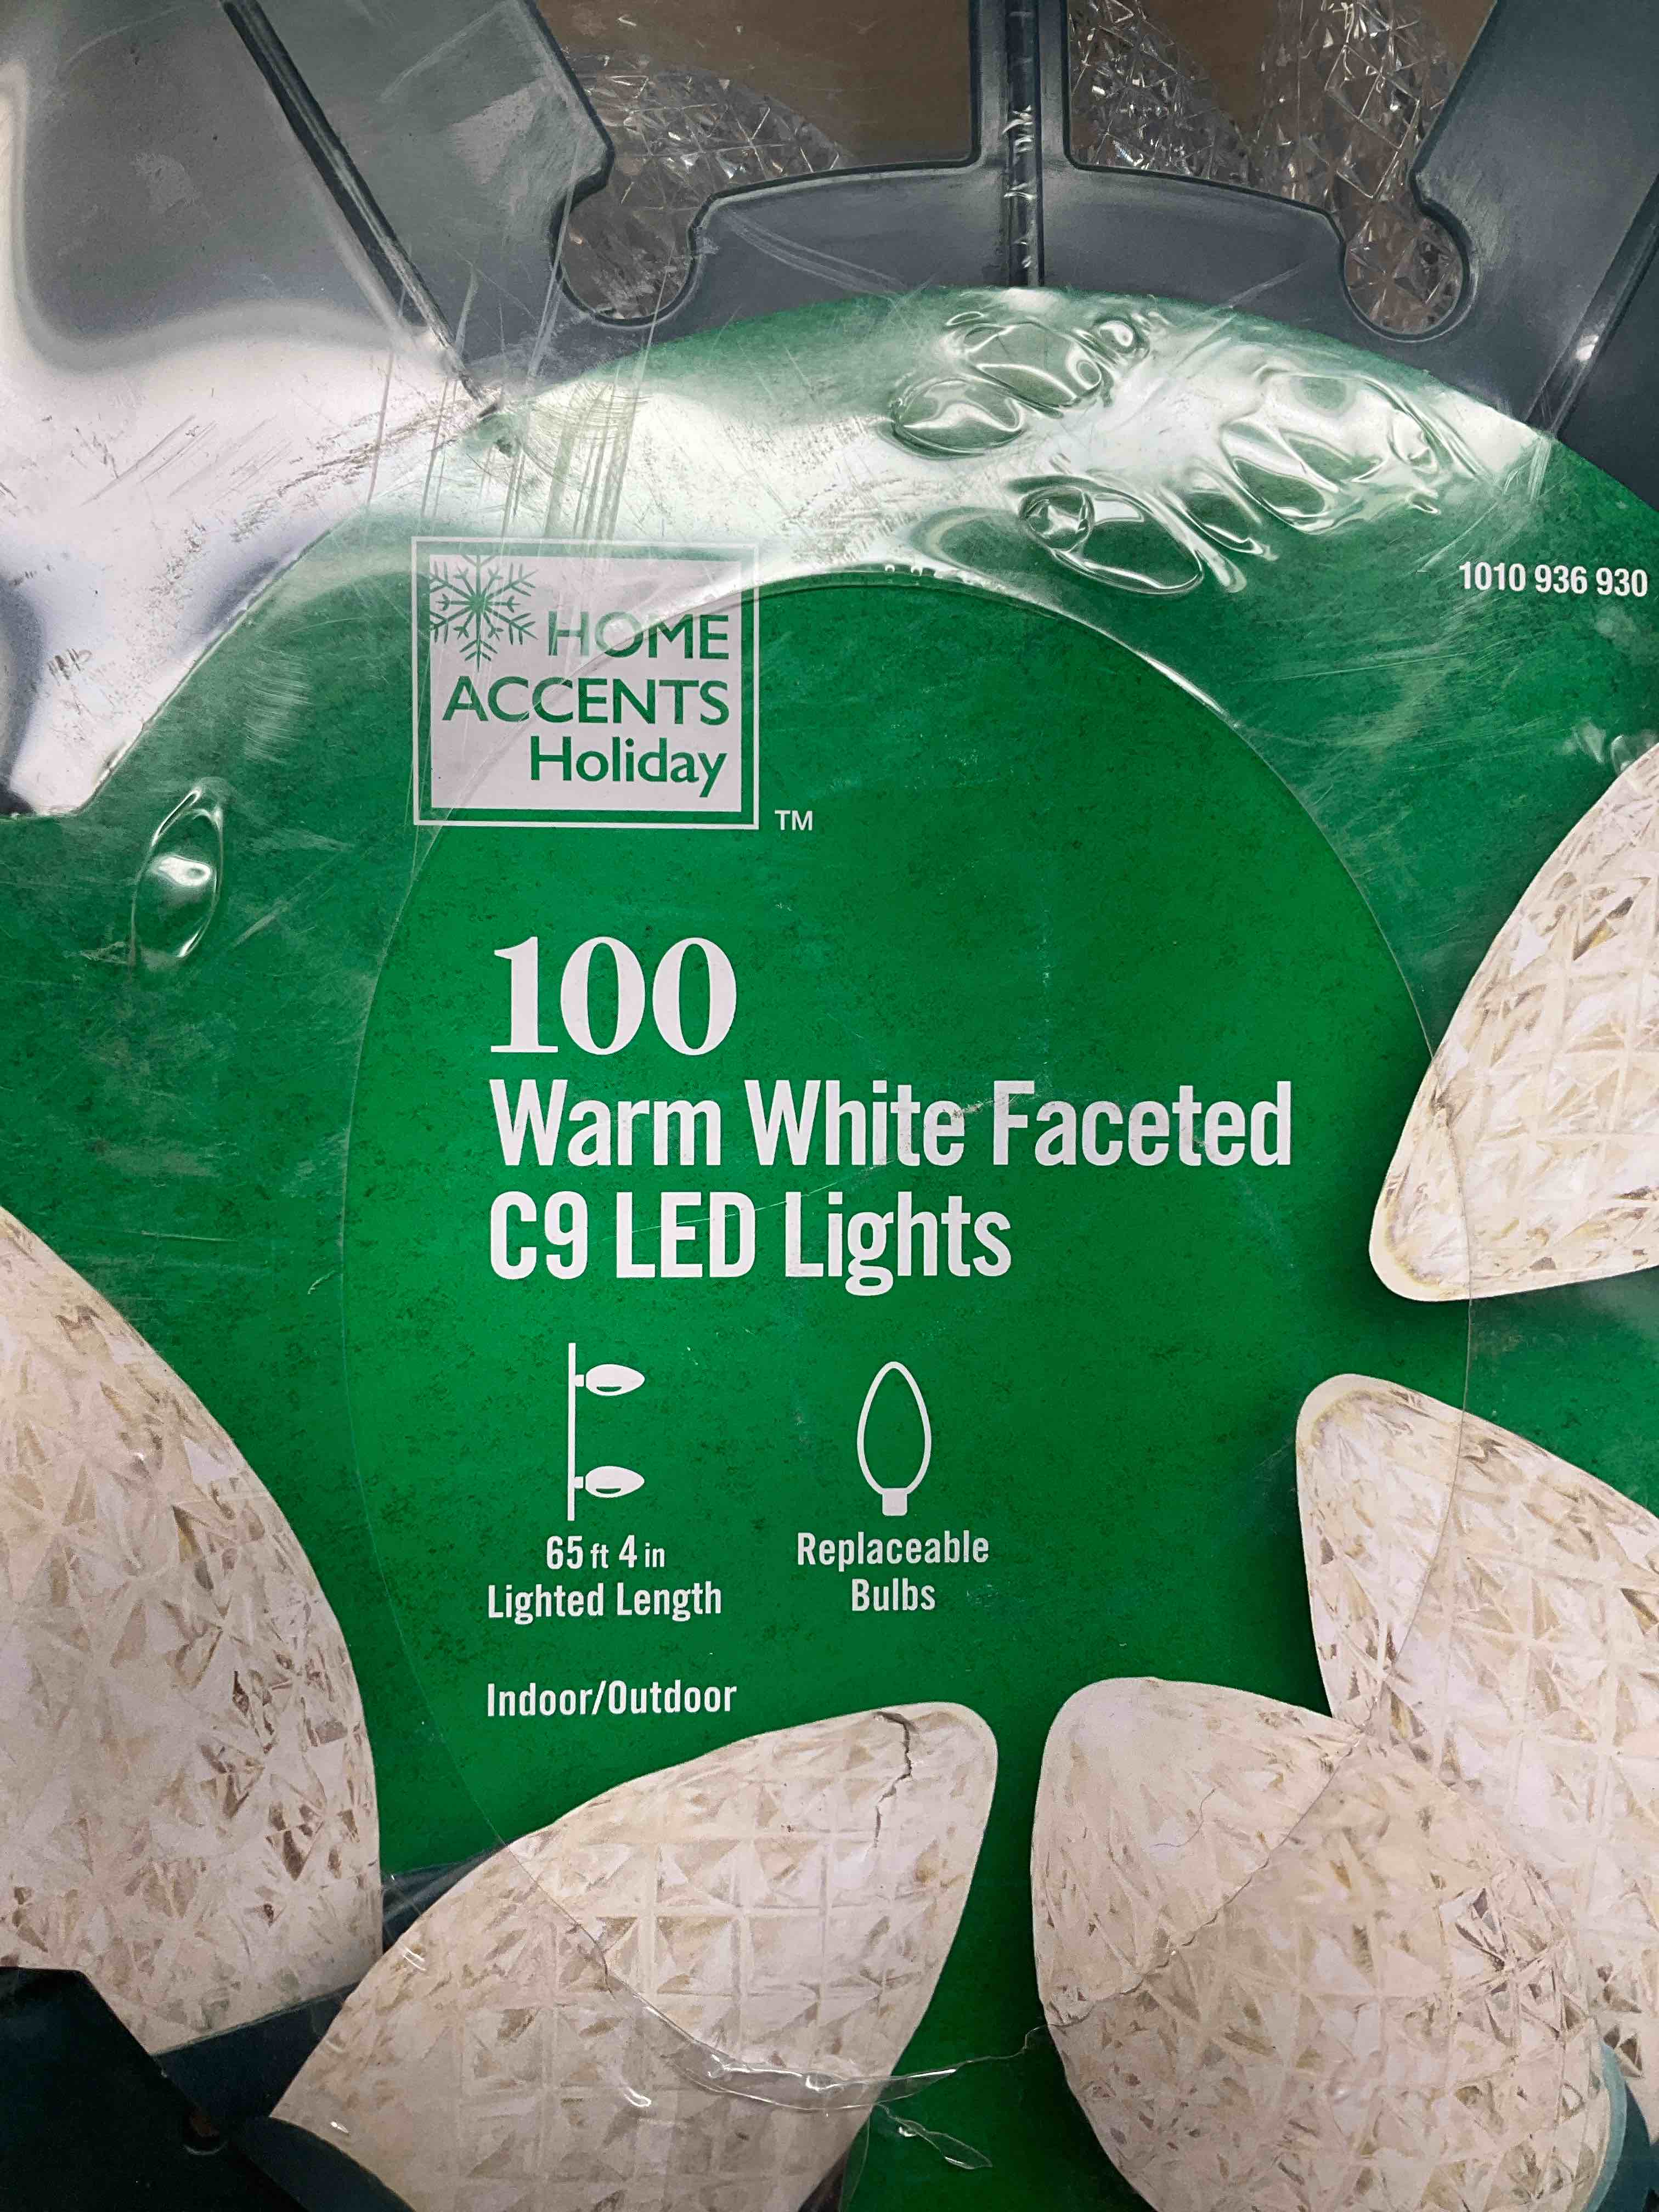 1010 936 930
HOME
ACCENTS
Holiday
TM
100
Warm White Faceted
C9 LED Lights
65 ft 4 in
Lighted Length
Replaceable
Bulbs
Indoor/Outdoor